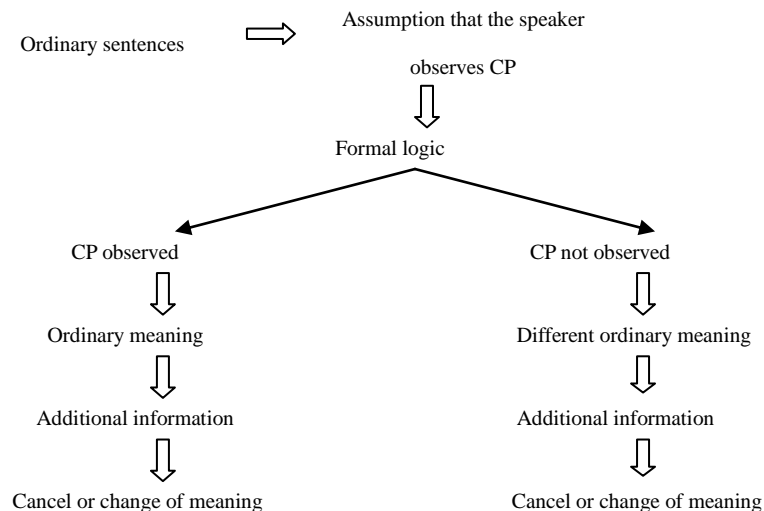 Ordinary sentences
Assumption that the speaker
observes CP
Formal logic
CP observed
CP not observed
Ordinary meaning
Different ordinary meaning
Additional information
Additional information
Cancel or change of meaning
Cancel or change of meaning